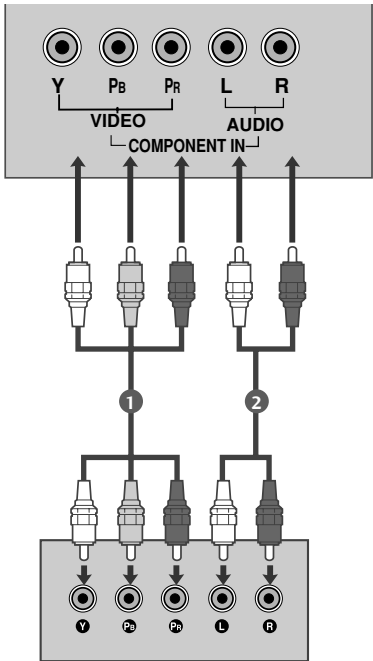 Y PB PR L R
VIDEO AUDIO
COMPONENT IN
1 2
Y PB PR L R